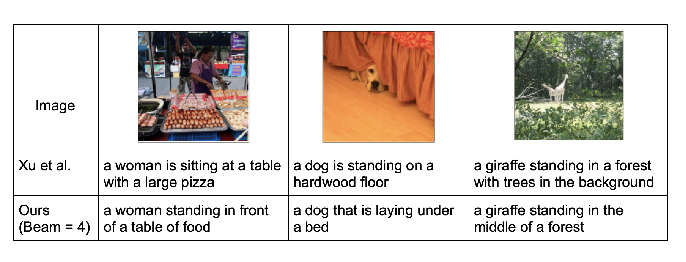 Image
Xu et al.
a woman is sitting at a table
with a large pizza
a dog is standing on a
hardwood floor
a giraffe standing in a forest
with trees in the background
Ours
(Beam = 4)
a woman standing in front
of a table of food
a dog that is laying under
a bed
a giraffe standing in the
middle of a forest